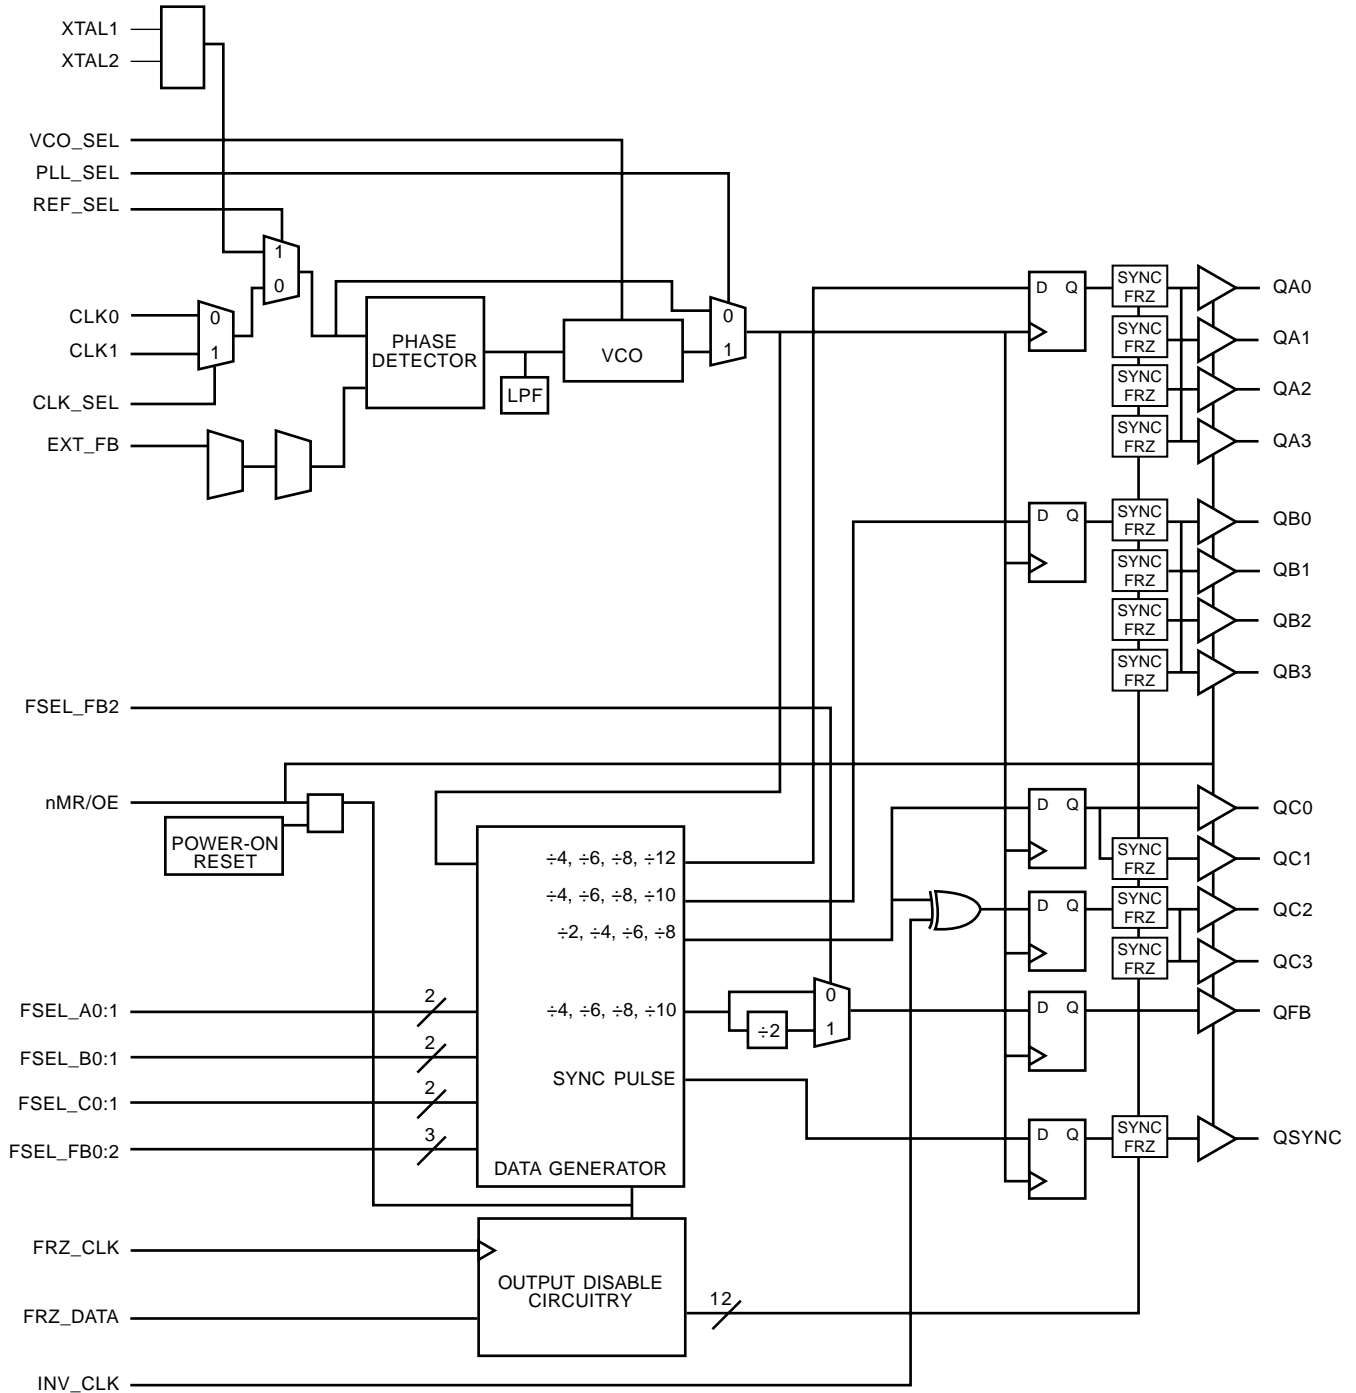 XTAL1
XTAL2
VCO_SEL
PLL_SEL
REF_SEL
1
0
CLK0
CLK1
0
1
CLK_SEL
EXT_FB
PHASE
DETECTOR
LPF
VCO
0
1
D Q
SYNC
FRZ
QA0
SYNC
FRZ
QA1
SYNC
FRZ
QA2
SYNC
FRZ
QA3
D Q
SYNC
FRZ
QB0
SYNC
FRZ
QB1
SYNC
FRZ
QB2
SYNC
FRZ
QB3
FSEL_FB2
nMR/OE
POWER-ON
RESET
÷4, ÷6, ÷8, ÷12
÷4, ÷6, ÷8, ÷10
÷2, ÷4, ÷6, ÷8
÷4, ÷6, ÷8, ÷10
SYNC PULSE
DATA GENERATOR
÷2
0
1
D Q
QC0
SYNC
FRZ
QC1
D Q
SYNC
FRZ
QC2
SYNC
FRZ
QC3
D Q
QFB
D Q
SYNC
FRZ
QSYNC
FSEL_A0:1
2
FSEL_B0:1
2
FSEL_C0:1
2
FSEL_FB0:2
3
FRZ_CLK
FRZ_DATA
OUTPUT DISABLE
CIRCUITRY
12
INV_CLK